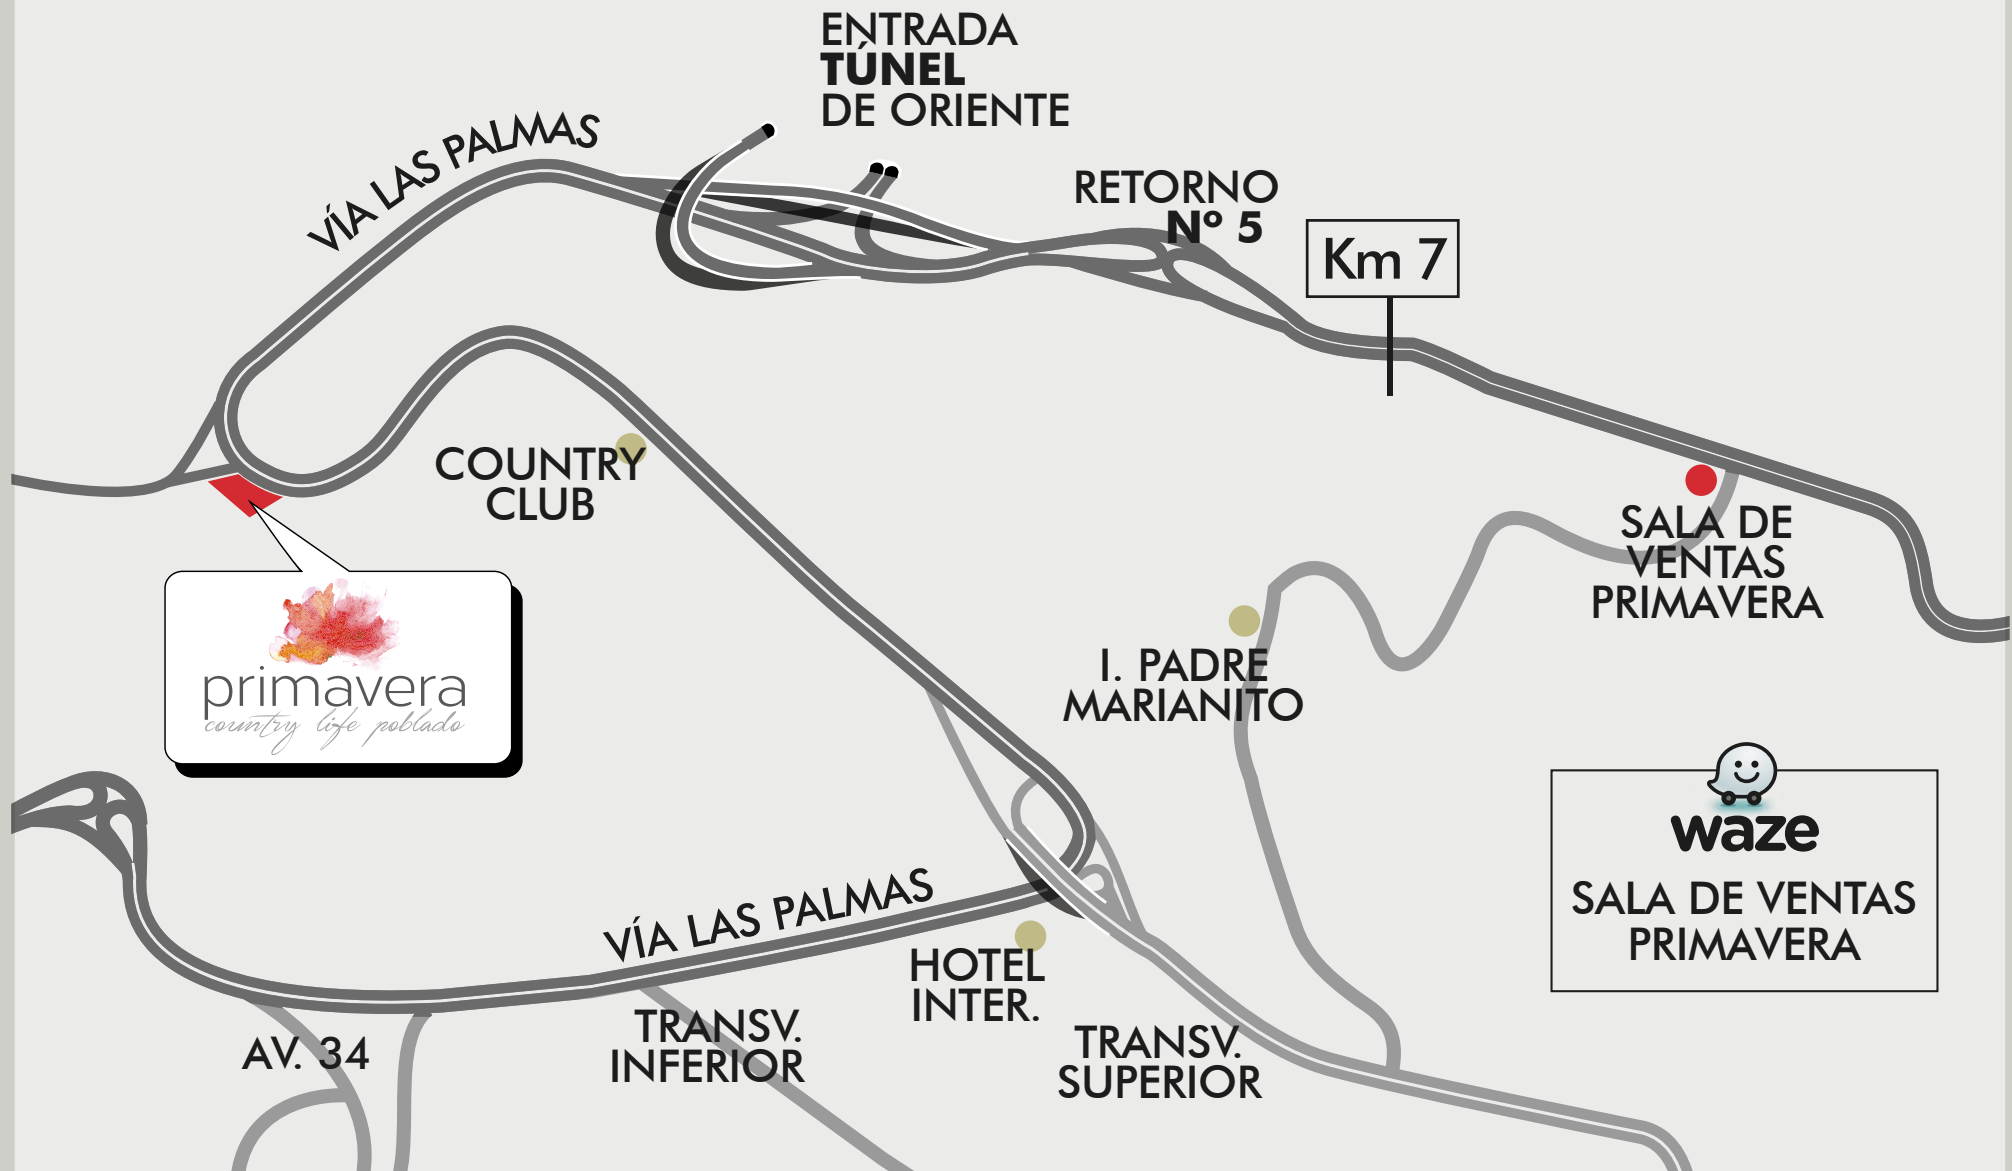 ENTRADA
TÚNEL
DE ORIENTE
VÍA LAS PALMAS
RETORNO
Nº 5
Km 7
COUNTRY
CLUB
SALA DE
VENTAS
PRIMAVERA
primavera
country life poblado
I. PADRE
MARIANITO
waze
SALA DE VENTAS
PRIMAVERA
VÍA LAS PALMAS
HOTEL
INTER.
TRANSV.
INFERIOR
TRANSV.
SUPERIOR
AV. 34